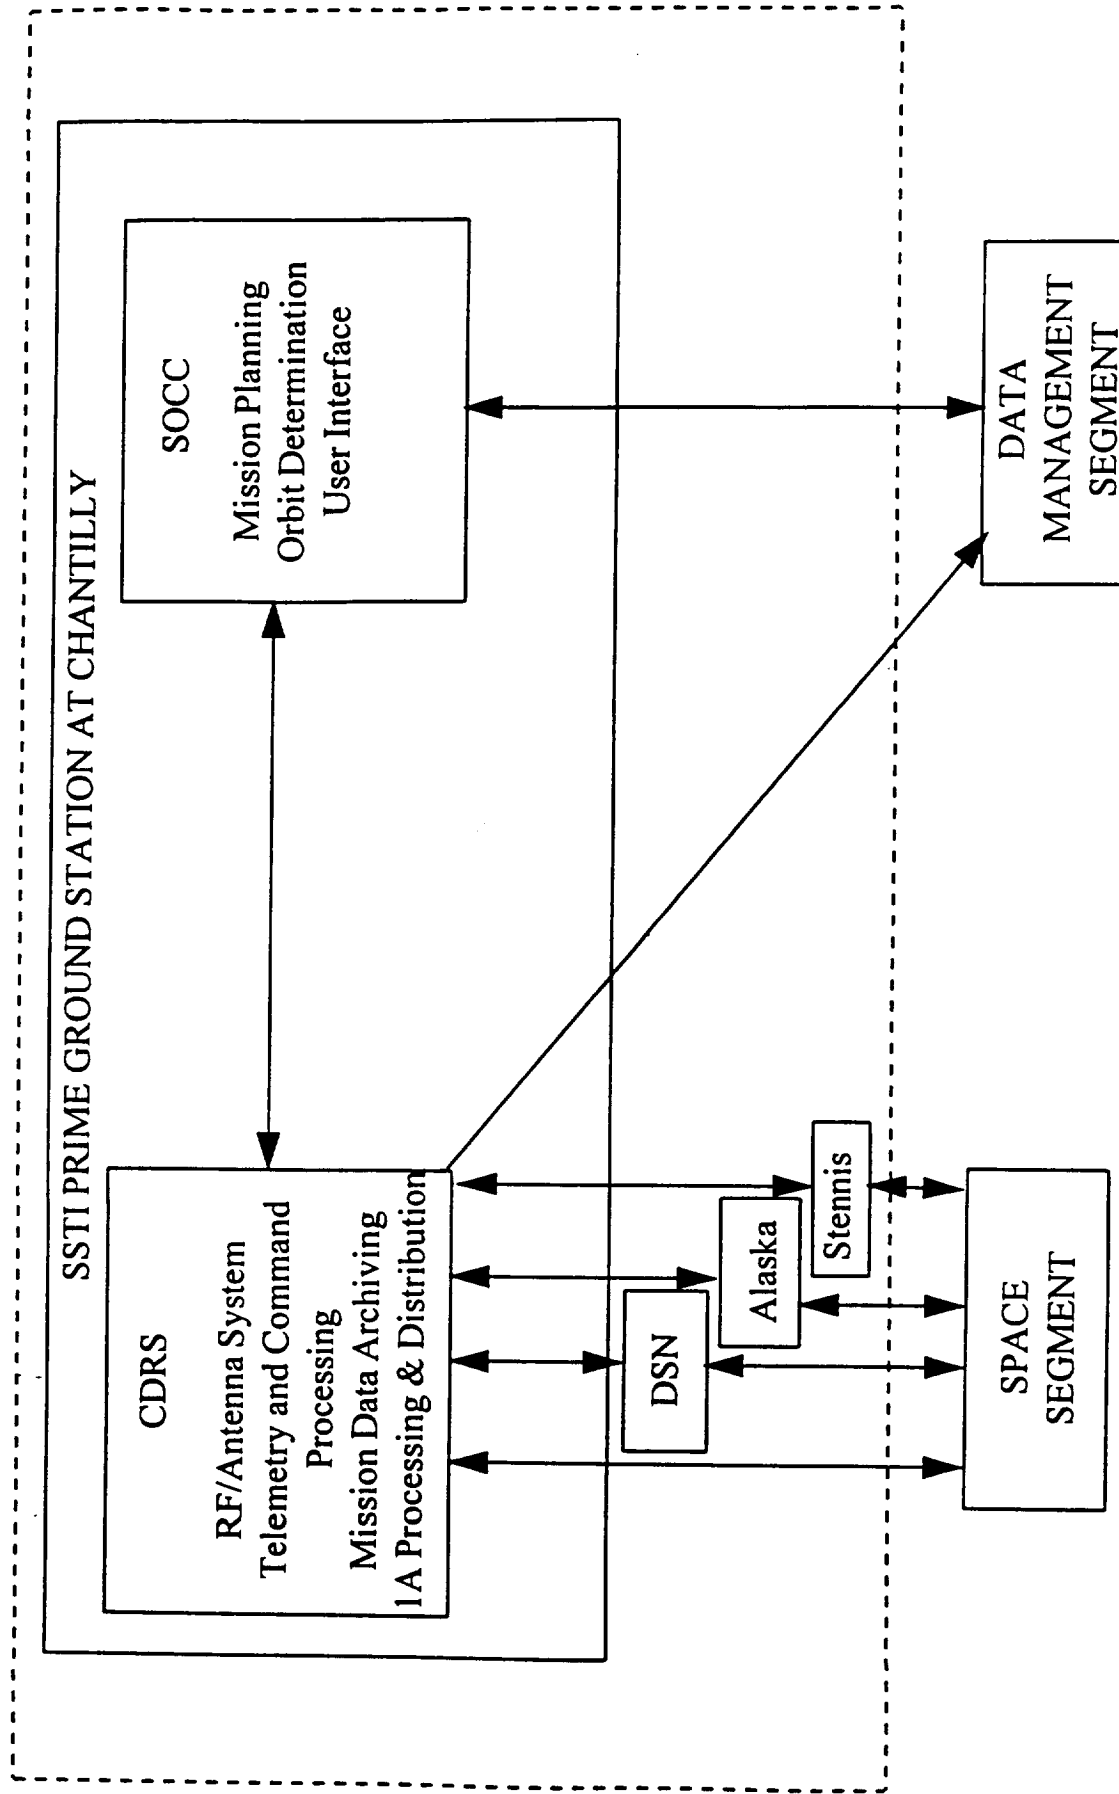 SSTI PRIME GROUND STATION AT CHANTILLY
CDRS
RF/Antenna System
Telemetry and Command
Processing
Mission Data Archiving
1A Processing & Distribution
SOCC
Mission Planning
Orbit Determination
User Interface
DSN
Alaska
Stennis
SPACE
SEGMENT
DATA
MANAGEMENT
SEGMENT